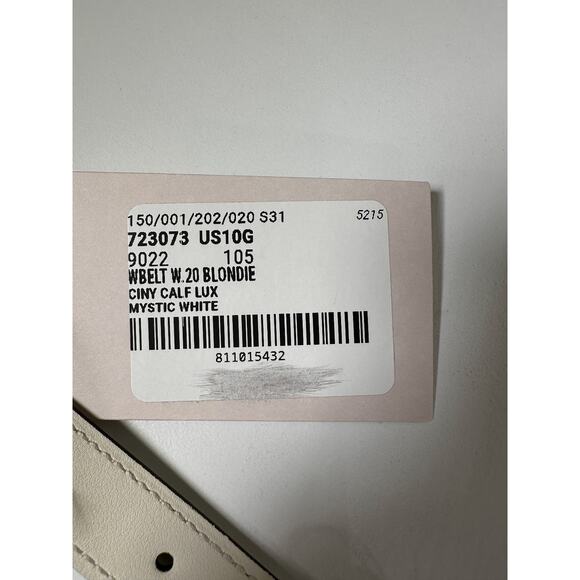 150/001/202/020 S31 5215
723073 US10G
9022 105
WBELT W.20 BLONDIE
CINY CALF LUX
MYSTIC WHITE
811015432